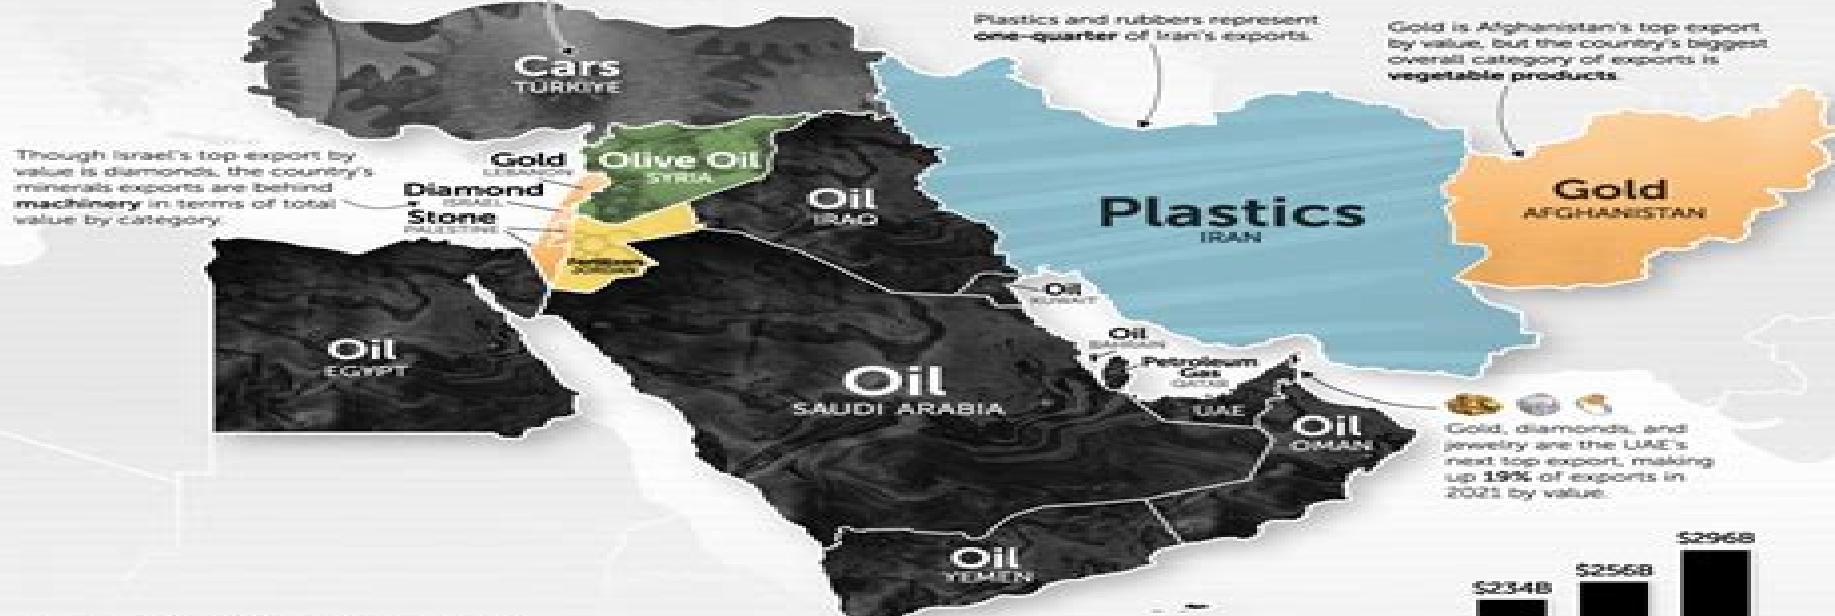 Plastics and rubbers represent
one-quarter of Iran's exports.
Gold is Afghanistan's top export
by value, but the country's biggest
overall category of exports is
vegetable products.
Cars
TÜRKIYE
Though Israel's top export by
value is diamonds, the country's
minerals exports are behind
machinery in terms of total
value by category.
Gold
LEBANON
Diamond
ISRAEL
Stone
PALESTINE
Olive Oil
SYRIA
Fertilizers
JORDAN
Oil
IRAQ
Plastics
IRAN
Gold
AFGHANISTAN
Oil
KUWAIT
Oil
BAHRAIN
Petroleum
Gas
QATAR
Oil
EGYPT
Oil
SAUDI ARABIA
UAE
Oil
OMAN
Gold, diamonds, and
jewelry are the UAE's
next top export, making
up 19% of exports in
2021 by value.
Oil
YEMEN
$234B
$256B
$296B